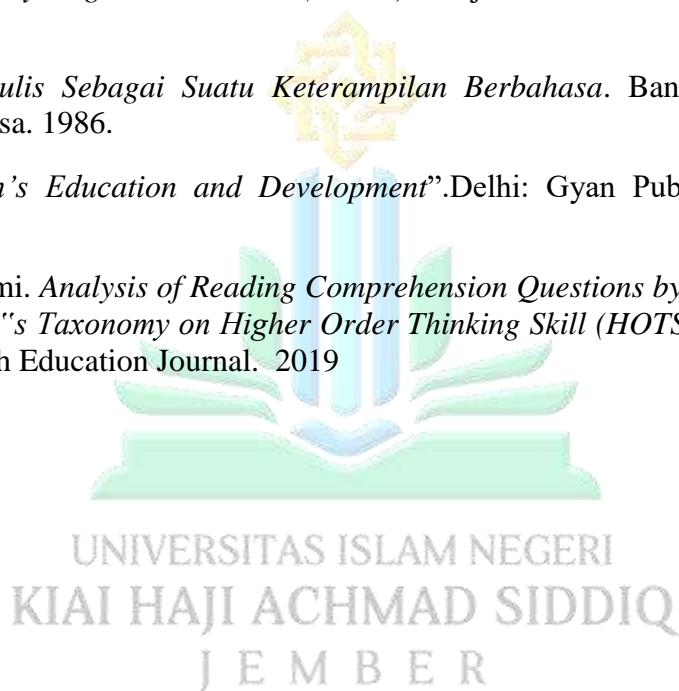 ulis Sebagai Suatu Keterampilan Berbahasa. Ban
sa. 1986.
n's Education and Development”.Delhi: Gyan Pub
mi. Analysis of Reading Comprehension Questions by
‟s Taxonomy on Higher Order Thinking Skill (HOTS
h Education Journal. 2019
UNIVERSITAS ISLAM NEGERI
KIAI HAJI ACHMAD SIDDIQ
JEMBER